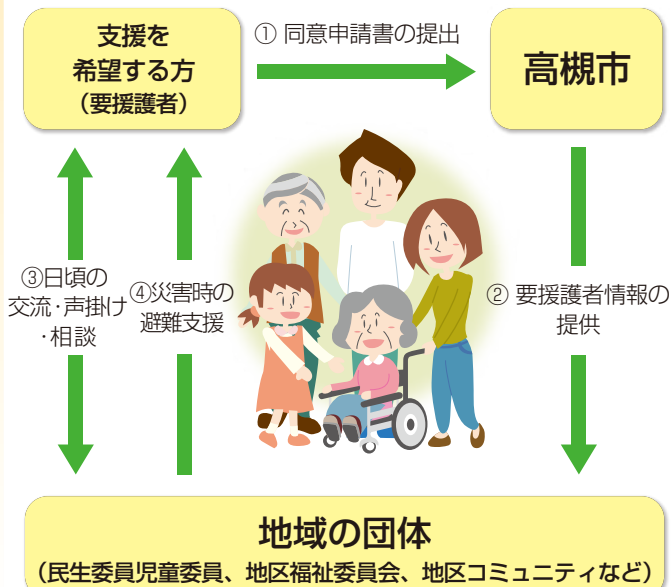 支援を
希望する方
（要援護者）
① 同意申請書の提出
高槻市
③日頃の
交流・声掛け
・相談
④災害時の
避難支援
② 要援護者情報の
提供
地域の団体
（民生委員児童委員、地区福祉委員会、地区コミュニティなど）